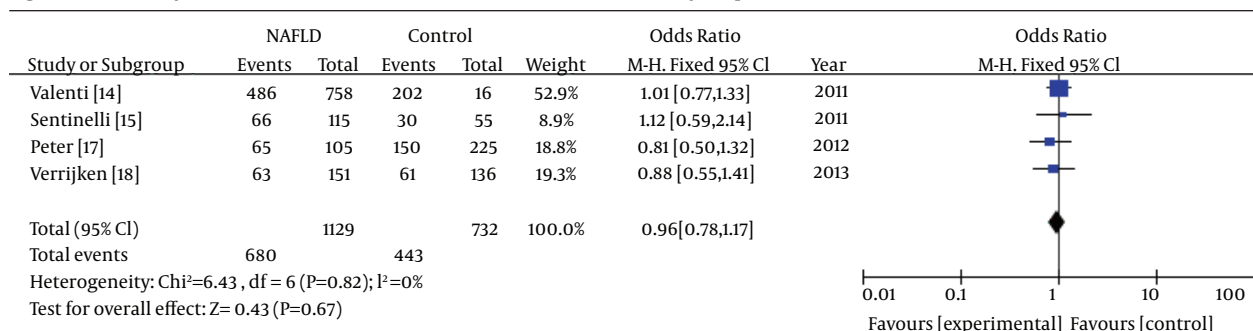 NAFLD Control Odds Ratio Odds Ratio
Study or Subgroup Events Total Events Total Weight M-H. Fixed 95% Cl Year M-H. Fixed 95% Cl
Valenti [14] 486 758 202 16 52.9% 1.01 [0.77,1.33] 2011
Sentinelli [15] 66 115 30 55 8.9% 1.12 [0.59,2.14] 2011
Peter [17] 65 105 150 225 18.8% 0.81 [0.50,1.32] 2012
Verrijken [18] 63 151 61 136 19.3% 0.88 [0.55,1.41] 2013
Total (95% Cl) 1129 732 100.0% 0.96[0.78,1.17]
Total events 680 443
Heterogeneity: Chi²=6.43 , df = 6 (P=0.82); l²=0%
Test for overall effect: Z= 0.43 (P=0.67)
0.01 0.1 1 10 100
Favours [experimental] Favours [control]